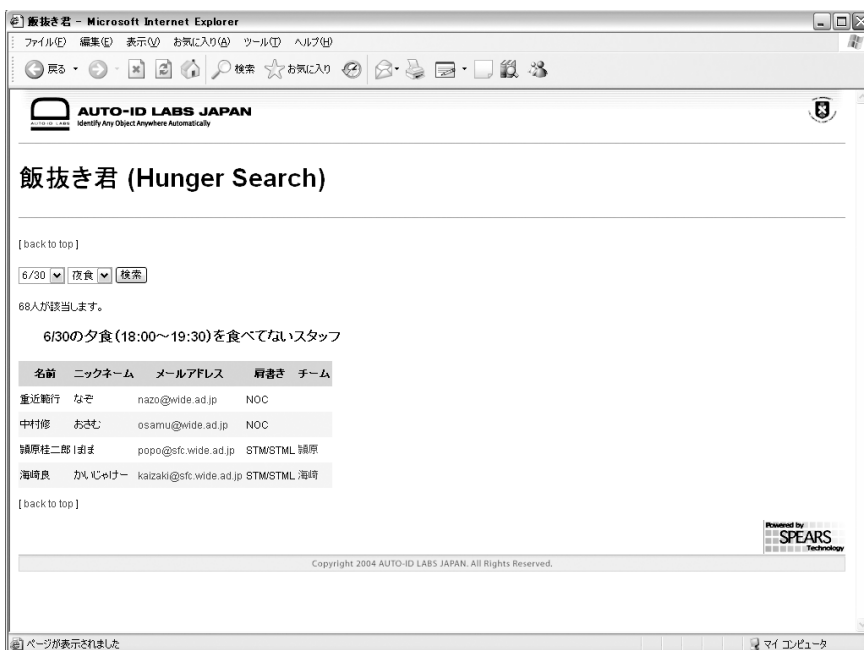 飯抜き君 - Microsoft Internet Explorer
ファイル(F) 編集(E) 表示(V) お気に入り(A) ツール(T) ヘルプ(H)
戻る 検索 お気に入り
AUTO-ID LABS JAPAN
AUTO-ID LABS Identify Any Object Anywhere Automatically
飯抜き君 (Hunger Search)
[ back to top ]
6/30 夜食 検索
68人が該当します。
6/30の夕食(18:00～19:30)を食べてないスタッフ
名前 ニックネーム メールアドレス 肩書き チーム
重近範行 なぞ nazo@wide.ad.jp NOC
中村修 おさむ osamu@wide.ad.jp NOC
頴原桂二郎 ぽぽ popo@sfc.wide.ad.jp STM/STML 頴原
海崎良 かいじゃけー kaizaki@sfc.wide.ad.jp STM/STML 海崎
[ back to top ]
Powered by
SPEARS
Technology
Copyright 2004 AUTO-ID LABS JAPAN. All Rights Reserved.
ページが表示されました マイ コンピュータ